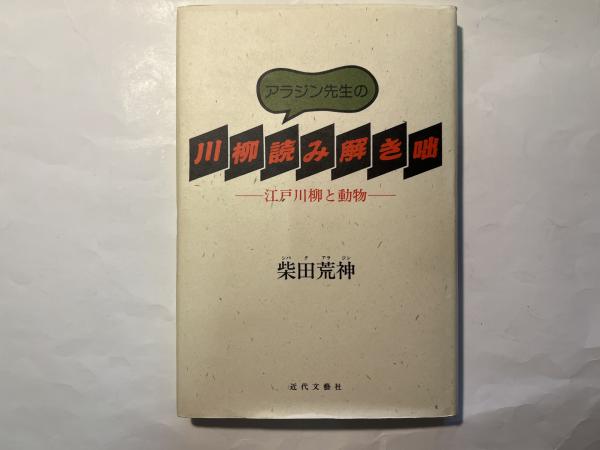 アラジン先生の
川柳読み解き咄
―江戸川柳と動物―
シバ タ アラ ジン
柴田荒神
近代文藝社